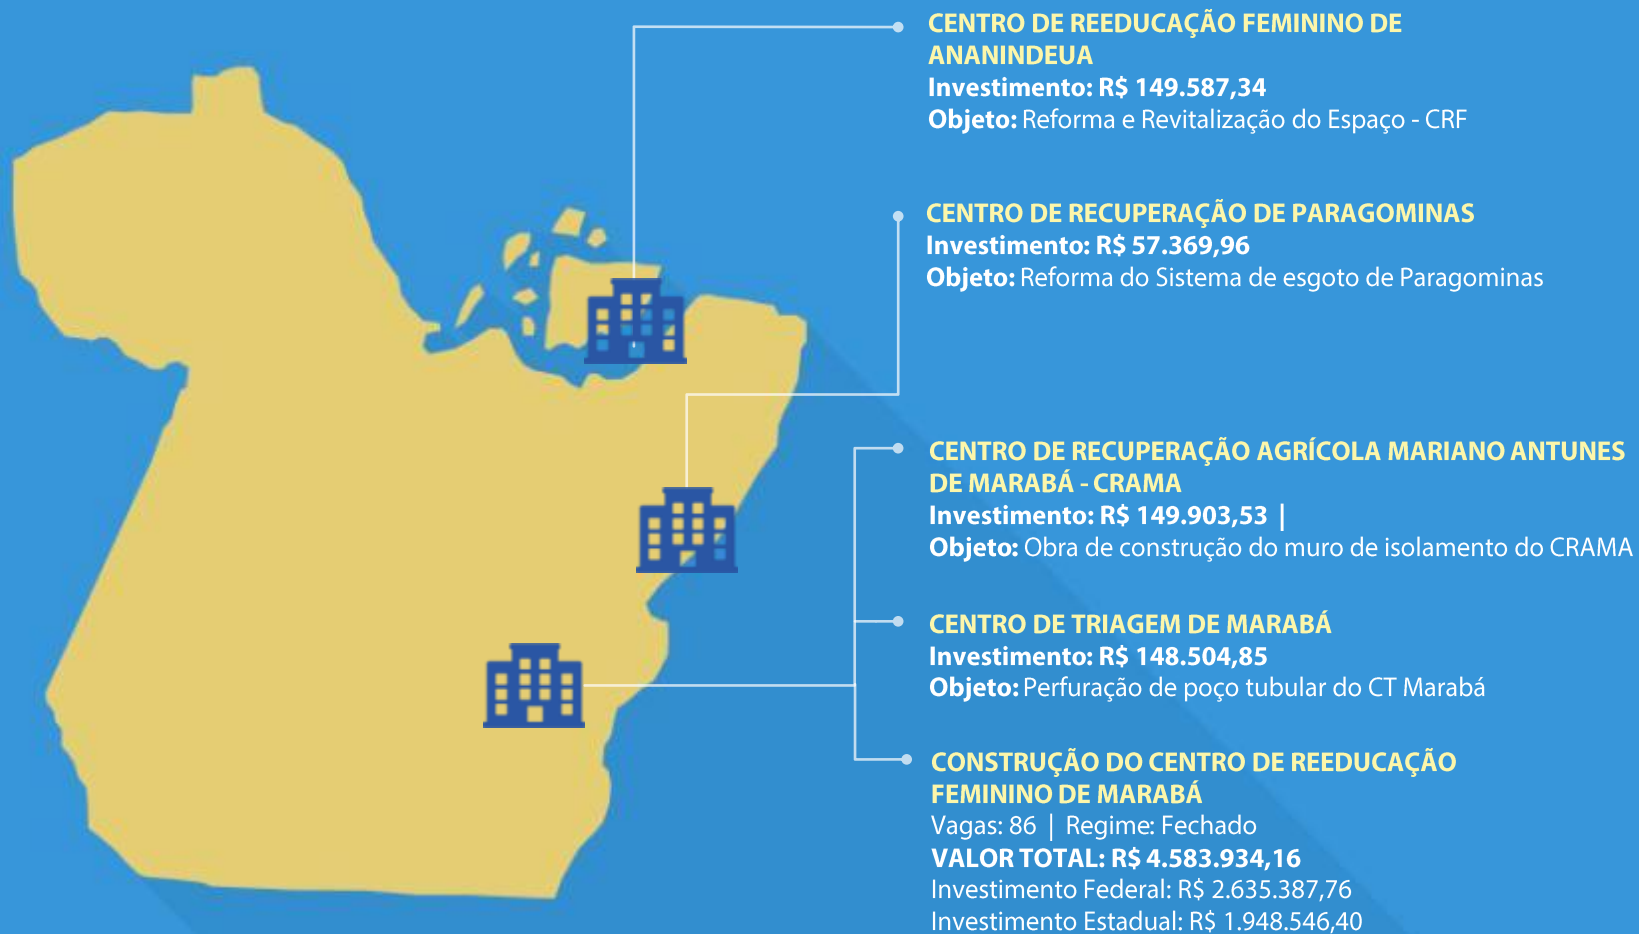 CENTRO DE REEDUCAÇÃO FEMININO DE
ANANINDEUA
Investimento: R$ 149.587,34
Objeto: Reforma e Revitalização do Espaço - CRF
CENTRO DE RECUPERAÇÃO DE PARAGOMINAS
Investimento: R$ 57.369,96
Objeto: Reforma do Sistema de esgoto de Paragominas
CENTRO DE RECUPERAÇÃO AGRÍCOLA MARIANO ANTUNES
DE MARABÁ - CRAMA
Investimento: R$ 149.903,53 |
Objeto: Obra de construção do muro de isolamento do CRAMA
CENTRO DE TRIAGEM DE MARABÁ
Investimento: R$ 148.504,85
Objeto: Perfuração de poço tubular do CT Marabá
CONSTRUÇÃO DO CENTRO DE REEDUCAÇÃO
FEMININO DE MARABÁ
Vagas: 86 | Regime: Fechado
VALOR TOTAL: R$ 4.583.934,16
Investimento Federal: R$ 2.635.387,76
Investimento Estadual: R$ 1.948.546,40